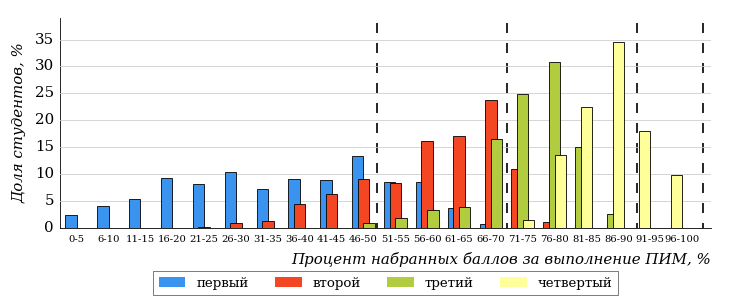 Доля студентов, %
35
30
25
20
15
10
5
0
0-5 6-10 11-15 16-20 21-25 26-30 31-35 36-40 41-45 46-50 51-55 56-60 61-65 66-70 71-75 76-80 81-85 86-90 91-95 96-100
Процент набранных баллов за выполнение ПИМ, %
первый второй третий четвертый